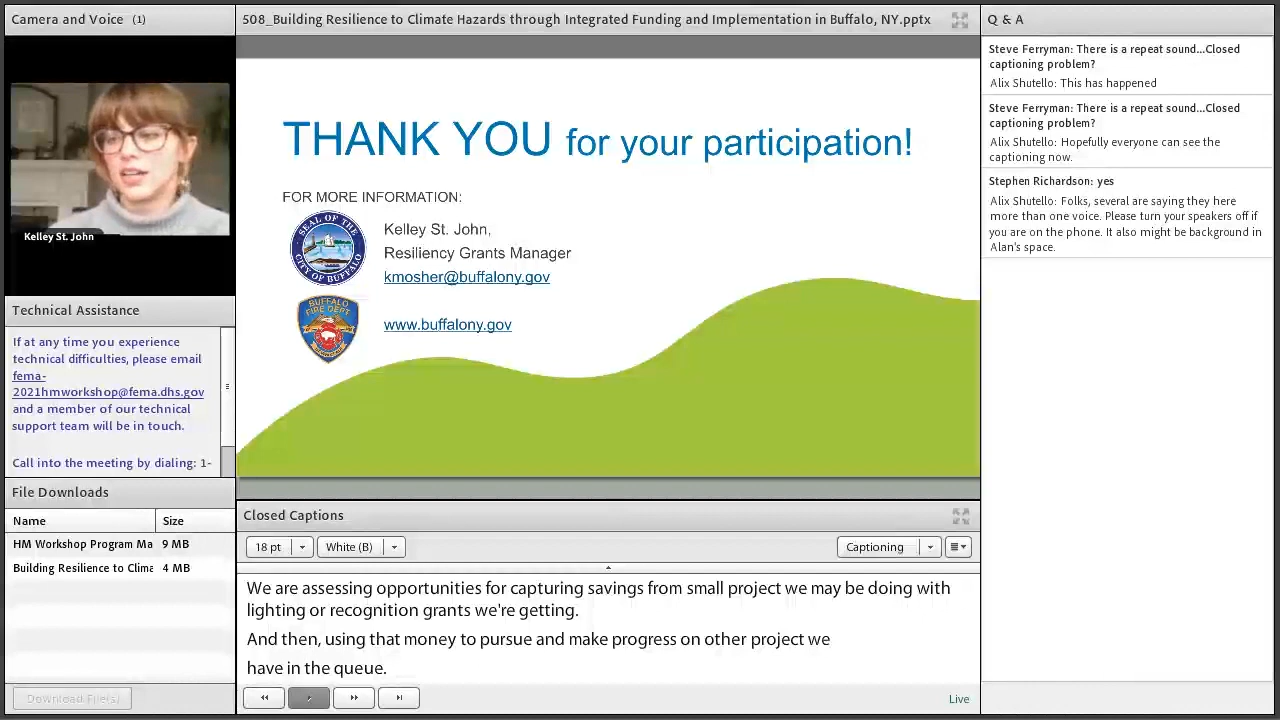 Camera and Voice (1)
Kelley St. John
Technical Assistance
If at any time you experience
technical difficulties, please email
fema-
2021hmworkshop@fema.dhs.gov
and a member of our technical
support team will be in touch.
Call into the meeting by dialing: 1-
File Downloads
Name Size
HM Workshop Program Ma 9 MB
Building Resilience to Clima 4 MB
Download File(s)
508_Building Resilience to Climate Hazards through Integrated Funding and Implementation in Buffalo, NY.pptx
THANK YOU for your participation!
FOR MORE INFORMATION:
SEAL OF THE
CITY OF BUFFALO
Kelley St. John,
Resiliency Grants Manager
kmosher@buffalony.gov
BUFFALO
FIRE DEPT
www.buffalony.gov
Closed Captions
18 pt White (B) Captioning
We are assessing opportunities for capturing savings from small project we may be doing with
lighting or recognition grants we're getting.
And then, using that money to pursue and make progress on other project we
have in the queue.
Live
Q & A
Steve Ferryman: There is a repeat sound...Closed
captioning problem?
Alix Shutello: This has happened
Steve Ferryman: There is a repeat sound...Closed
captioning problem?
Alix Shutello: Hopefully everyone can see the
captioning now.
Stephen Richardson: yes
Alix Shutello: Folks, several are saying they here
more than one voice. Please turn your speakers off if
you are on the phone. It also might be background in
Alan's space.